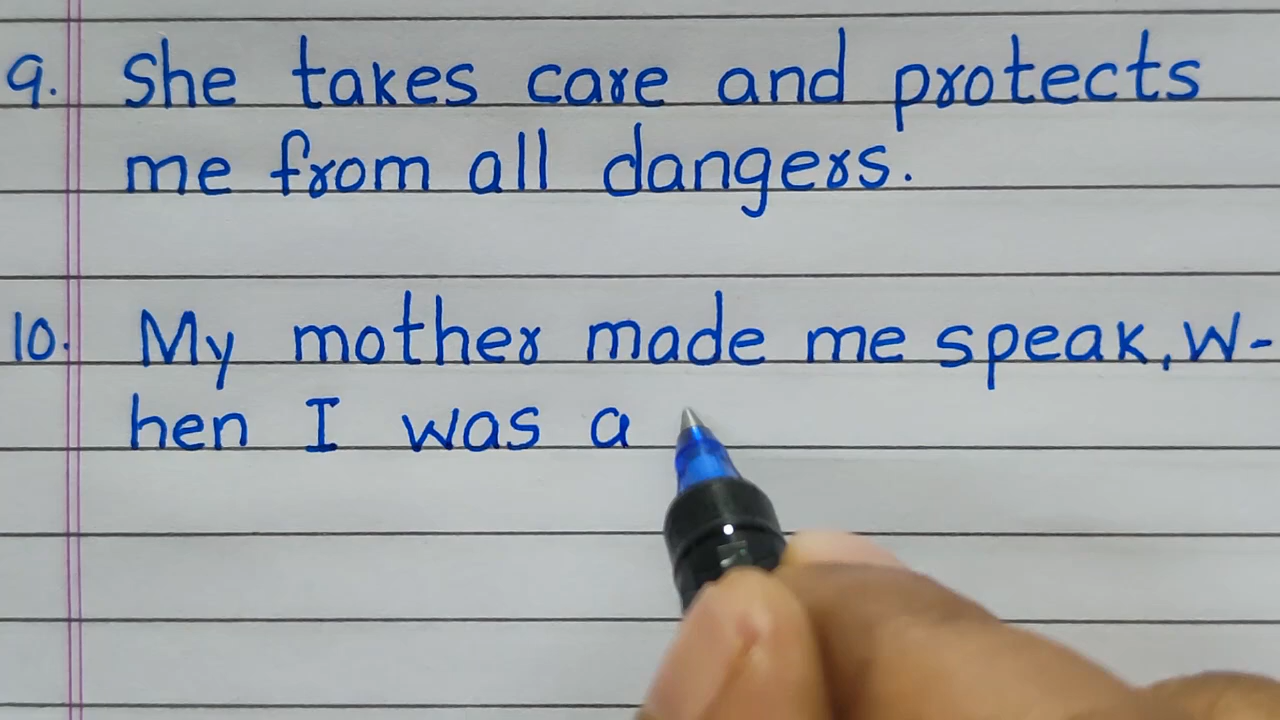 9. She takes care and protects
me from all dangers.
10. My mother made me speak, w-
hen I was a